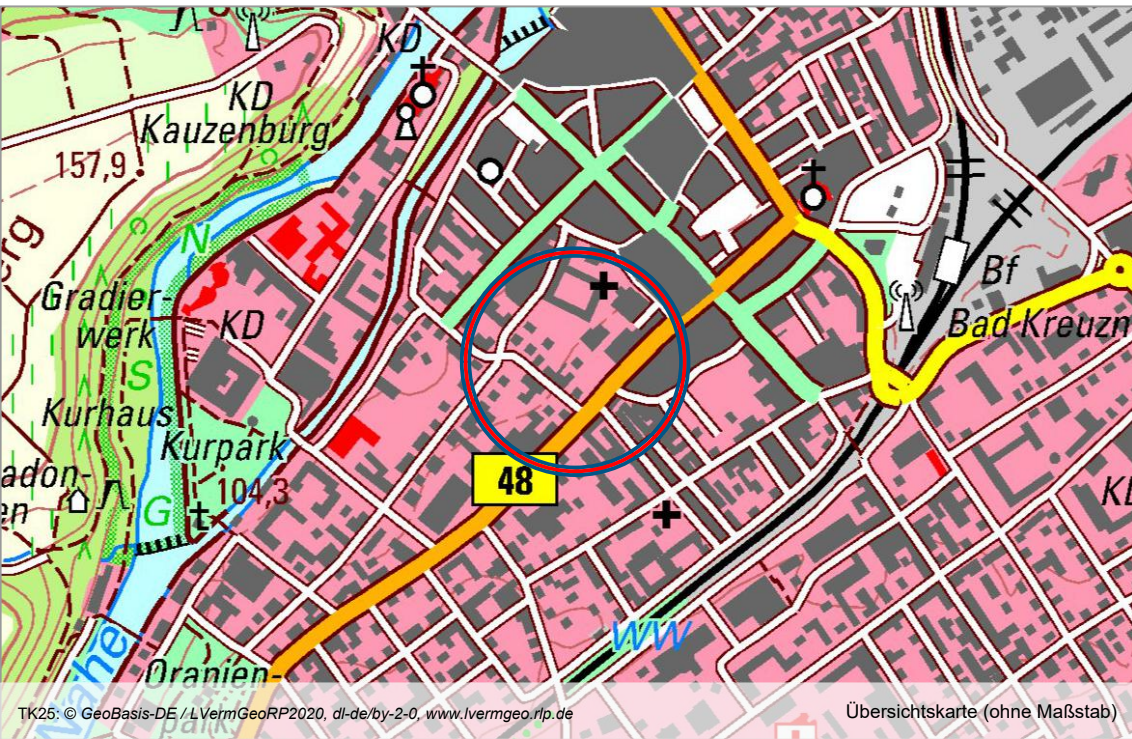 KD
KD
Kauzenburg
157,9
erg
N
Gradier-
werk
KD
S
Kurhaus
Kurpark
adon-
en
104,3
G
48
Bf
Bad Kreuzn
KD
WW
Nahe
Oranien-
park
TK25: © GeoBasis-DE / LVermGeoRP2020, dl-de/by-2-0, www.lvermgeo.rlp.de
Übersichtskarte (ohne Maßstab)